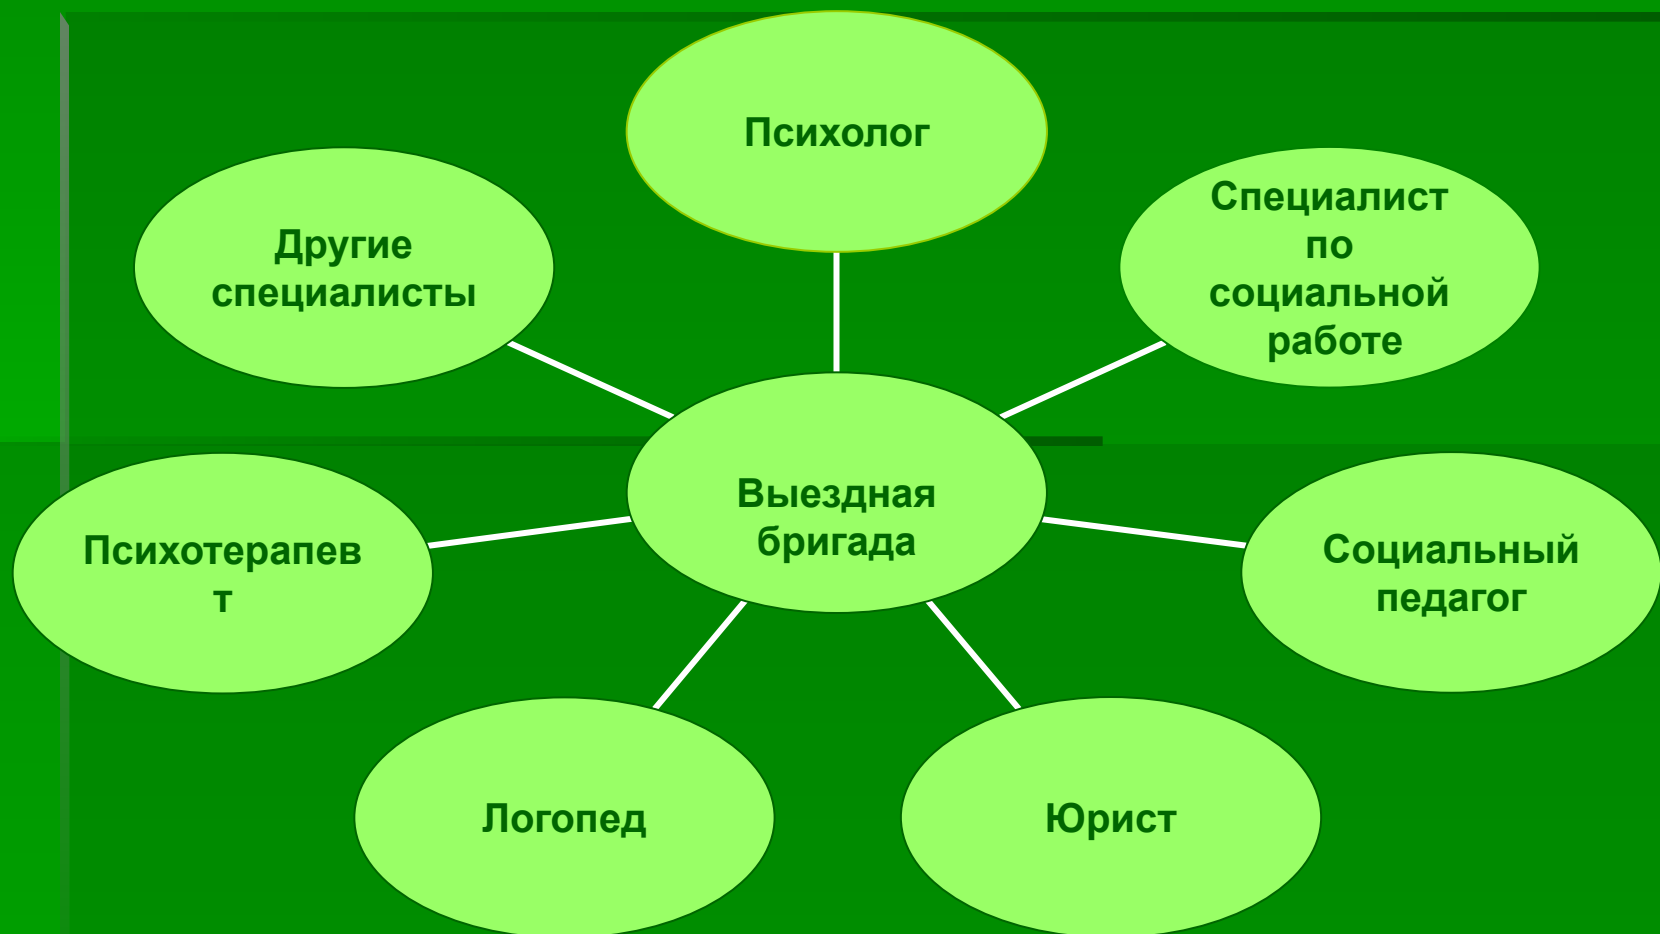 Психолог
Другие
специалисты
Специалист
по
социальной
работе
Выездная
бригада
Психотерапев
т
Социальный
педагог
Логопед
Юрист